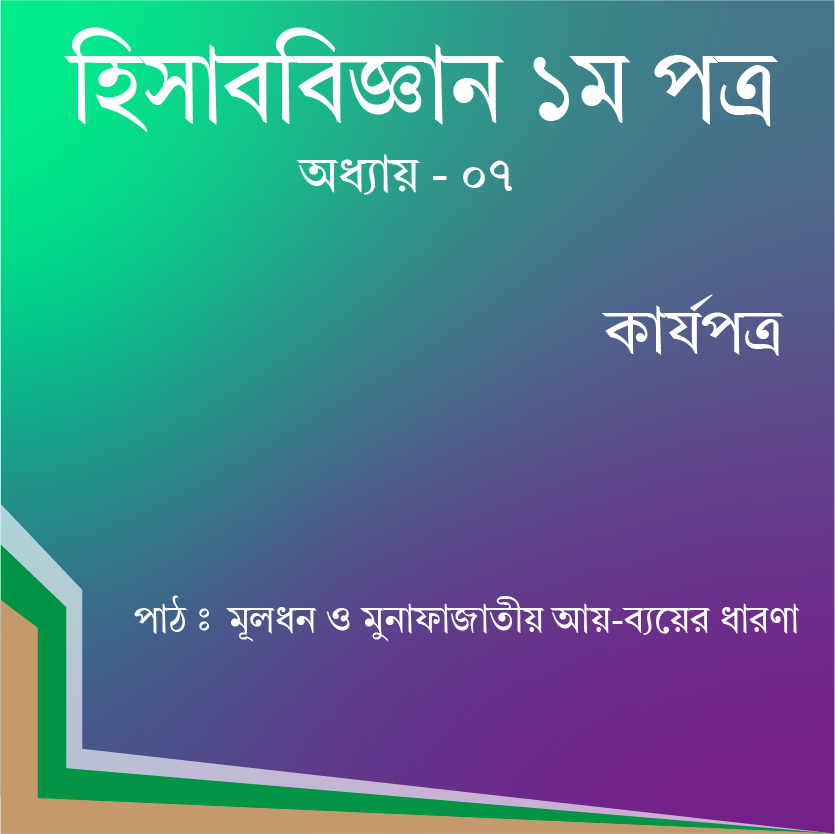 হিসাববিজ্ঞান ১ম পত্র
অধ্যায় - ০৭
কার্যপত্র
পাঠ ঃ মূলধন ও মুনাফাজাতীয় আয়-ব্যয়ের ধারণা